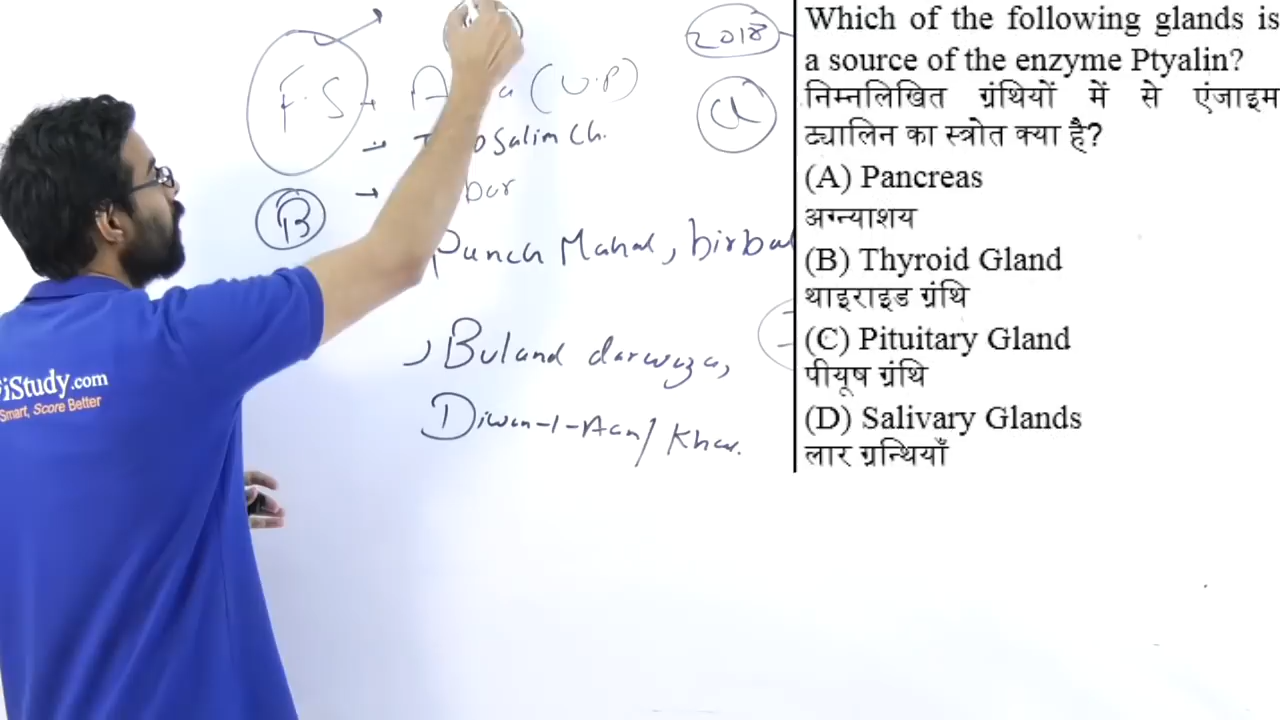 2018
F.S
(U.P)
Salim Ch.
B
Punch Mahal, birbal
Buland darwaza,
Diwan-i-Aam/Khas.
iStudy.com
Smart, Score Better
Which of the following glands is
a source of the enzyme Ptyalin?
निम्नलिखित ग्रंथियों में से एंजाइम
ट्यालिन का स्त्रोत क्या है?
(A) Pancreas
अग्न्याशय
(B) Thyroid Gland
थाइराइड ग्रंथि
(C) Pituitary Gland
पीयूष ग्रंथि
(D) Salivary Glands
लार ग्रन्थियाँ